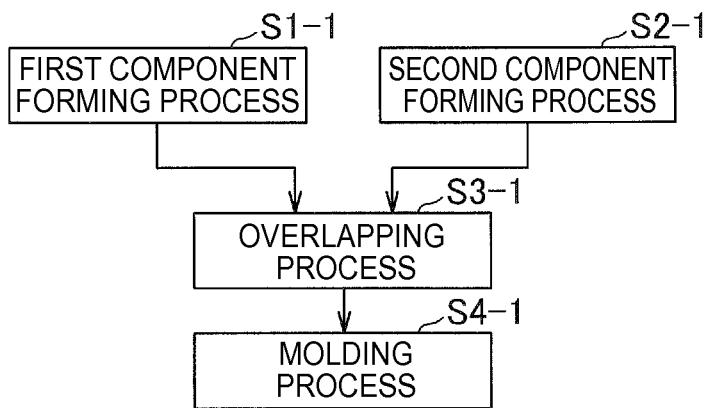 S1-1
FIRST COMPONENT
FORMING PROCESS
S2-1
SECOND COMPONENT
FORMING PROCESS
S3-1
OVERLAPPING
PROCESS
S4-1
MOLDING
PROCESS